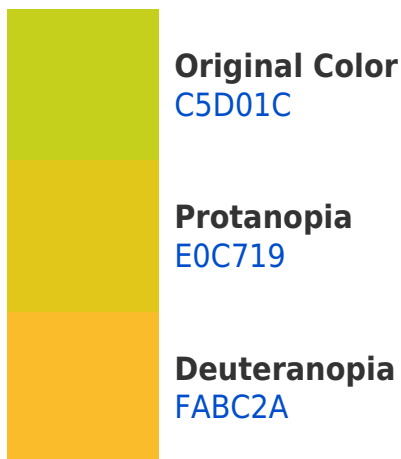 Original Color
C5D01C
Protanopia
E0C719
Deuteranopia
FABC2A